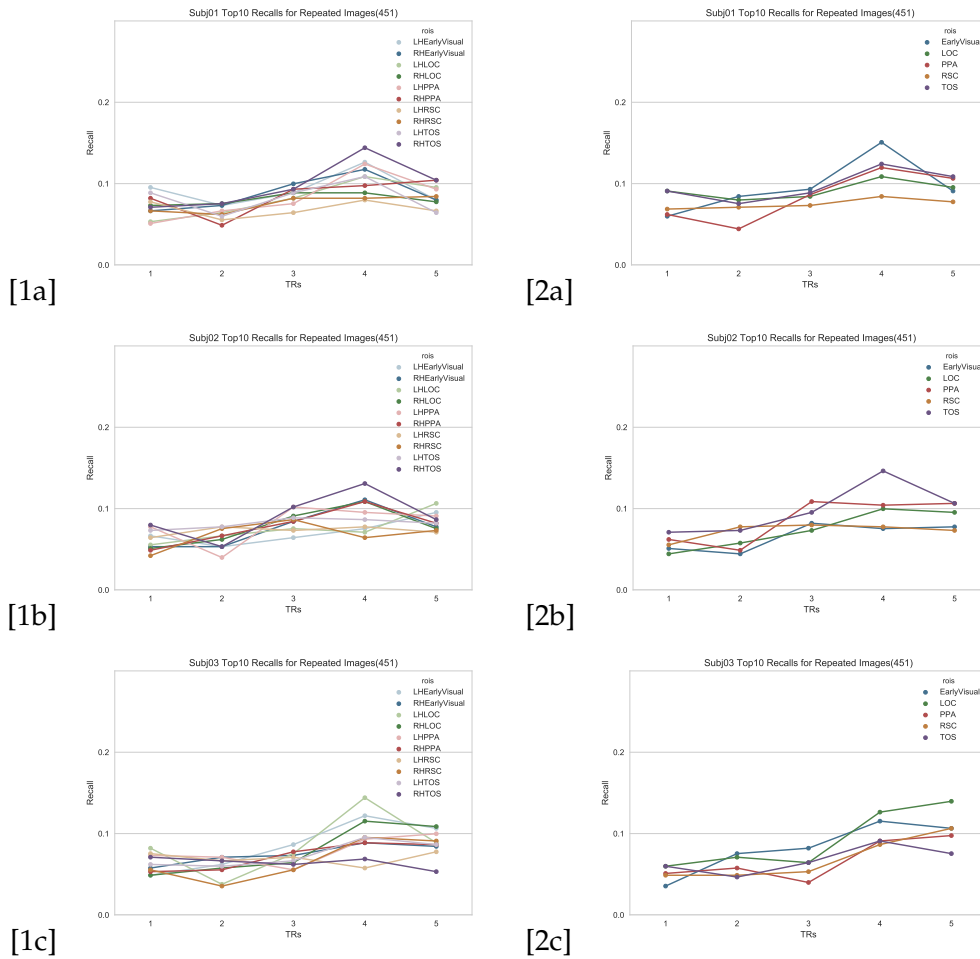 Subj01 Top10 Recalls for Repeated Images(451)
rois
LHEarlyVisual
RHEarlyVisual
LHLOC
RHLOC
LHPPA
RHPPA
LHRSC
RHRSC
LHTOS
RHTOS
0.2
0.1
0.0
Recall
1 2 3 4 5
TRs
[1a]
Subj01 Top10 Recalls for Repeated Images(451)
rois
EarlyVisual
LOC
PPA
RSC
TOS
0.2
0.1
0.0
Recall
1 2 3 4 5
TRs
[2a]
Subj02 Top10 Recalls for Repeated Images(451)
rois
LHEarlyVisual
RHEarlyVisual
LHLOC
RHLOC
LHPPA
RHPPA
LHRSC
RHRSC
LHTOS
RHTOS
0.2
0.1
0.0
Recall
1 2 3 4 5
TRs
[1b]
Subj02 Top10 Recalls for Repeated Images(451)
rois
EarlyVisual
LOC
PPA
RSC
TOS
0.2
0.1
0.0
Recall
1 2 3 4 5
TRs
[2b]
Subj03 Top10 Recalls for Repeated Images(451)
rois
LHEarlyVisual
RHEarlyVisual
LHLOC
RHLOC
LHPPA
RHPPA
LHRSC
RHRSC
LHTOS
RHTOS
0.2
0.1
0.0
Recall
1 2 3 4 5
TRs
[1c]
Subj03 Top10 Recalls for Repeated Images(451)
rois
EarlyVisual
LOC
PPA
RSC
TOS
0.2
0.1
0.0
Recall
1 2 3 4 5
TRs
[2c]